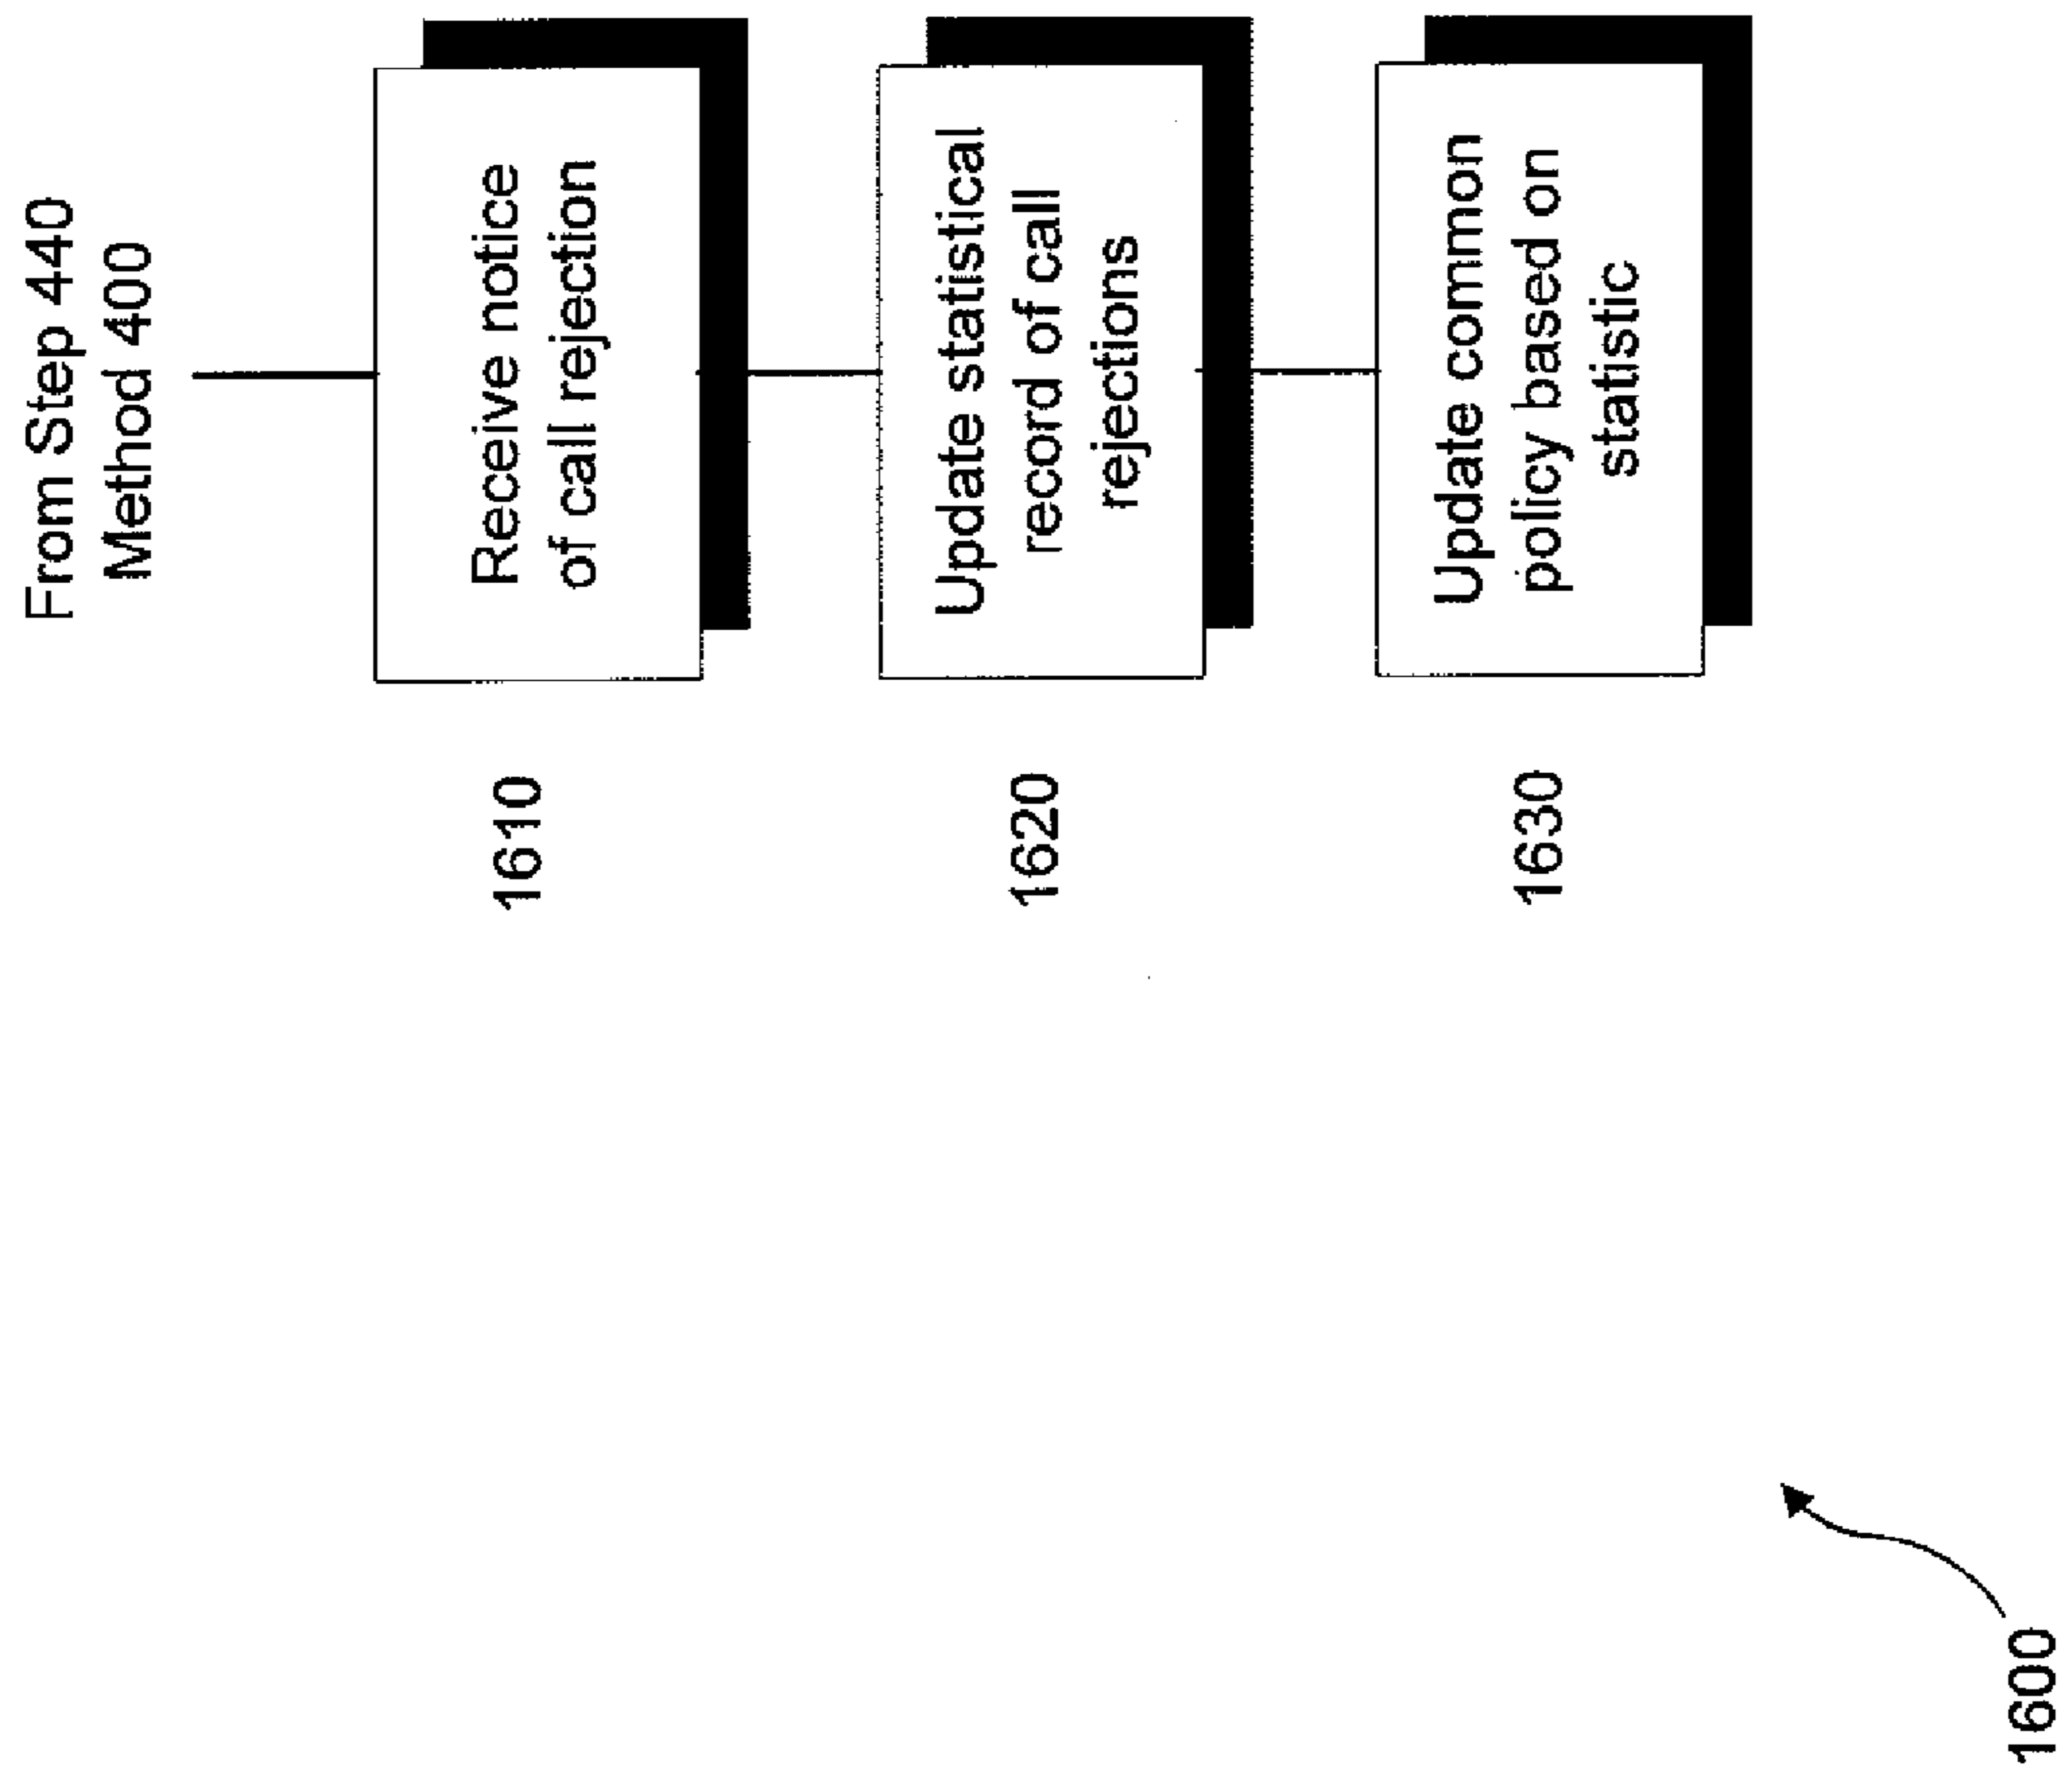 From Step 440
Method 400
1610
Receive notice
of call rejection
1620
Update statistical
record of call
rejections
1630
Update common
policy based on
statistic
1600